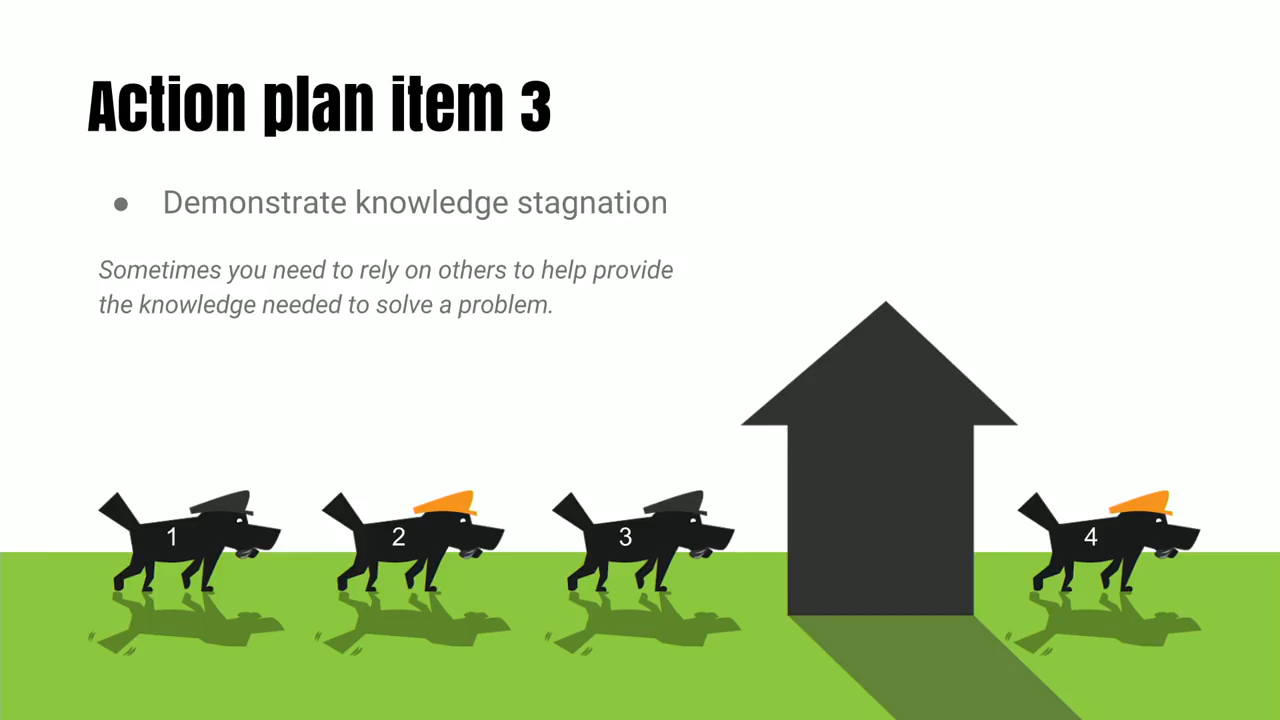 Action plan item 3
● Demonstrate knowledge stagnation
Sometimes you need to rely on others to help provide
the knowledge needed to solve a problem.
1 2 3 4